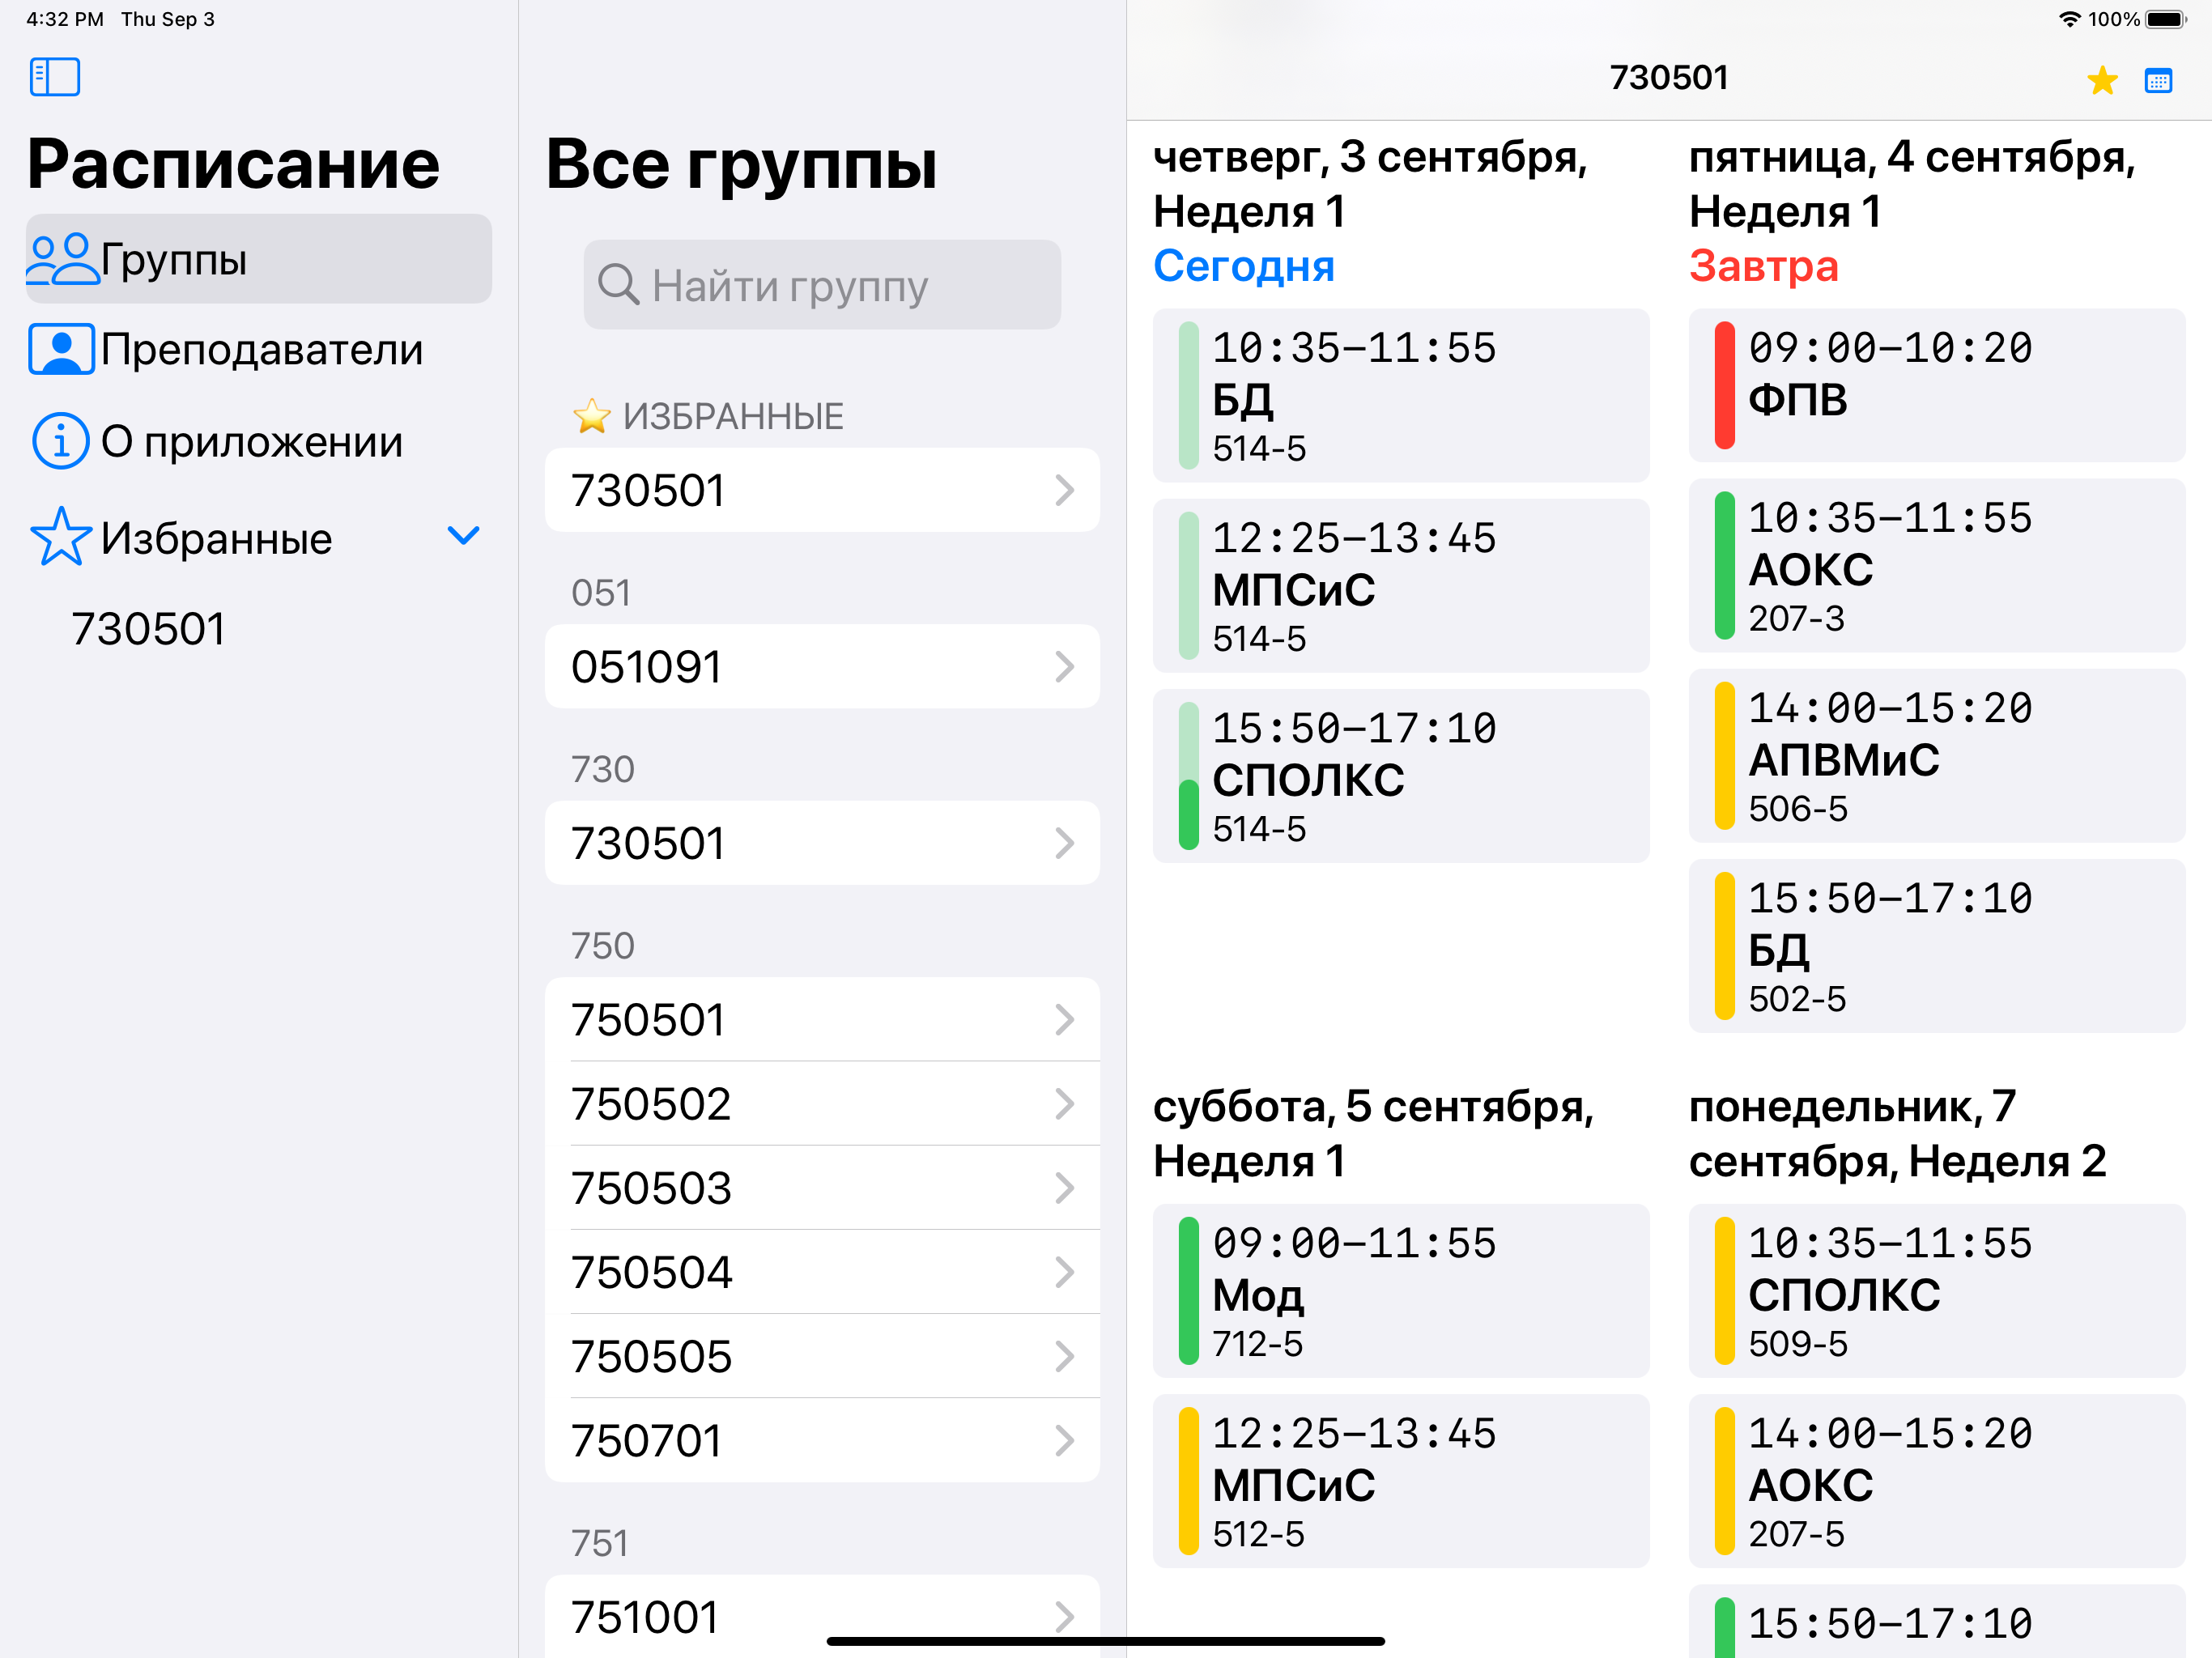 4:32 PM Thu Sep 3
100%
Расписание
Группы
Преподаватели
О приложении
Избранные
730501
Все группы
Найти группу
ИЗБРАННЫЕ
730501
051
051091
730
730501
750
750501
750502
750503
750504
750505
750701
751
751001
730501
четверг, 3 сентября,
Неделя 1
Сегодня
10:35–11:55
БД
514-5
12:25–13:45
МПСиС
514-5
15:50–17:10
СПОЛКС
514-5
пятница, 4 сентября,
Неделя 1
Завтра
09:00–10:20
ФПВ
10:35–11:55
АОКС
207-3
14:00–15:20
АПВМиС
506-5
15:50–17:10
БД
502-5
суббота, 5 сентября,
Неделя 1
09:00–11:55
Мод
712-5
12:25–13:45
МПСиС
512-5
понедельник, 7
сентября, Неделя 2
10:35–11:55
СПОЛКС
509-5
14:00–15:20
АОКС
207-5
15:50–17:10